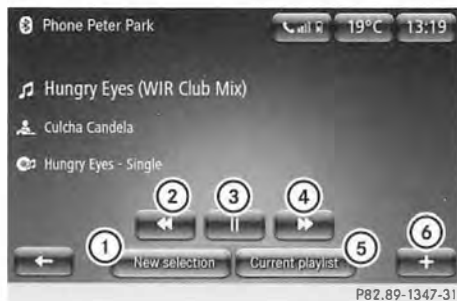 Phone Peter Park
19°C
13:19
Hungry Eyes (WIR Club Mix)
Culcha Candela
Hungry Eyes - Single
2
3
4
1
5
6
New selection
Current playlist
P82.89-1347-31